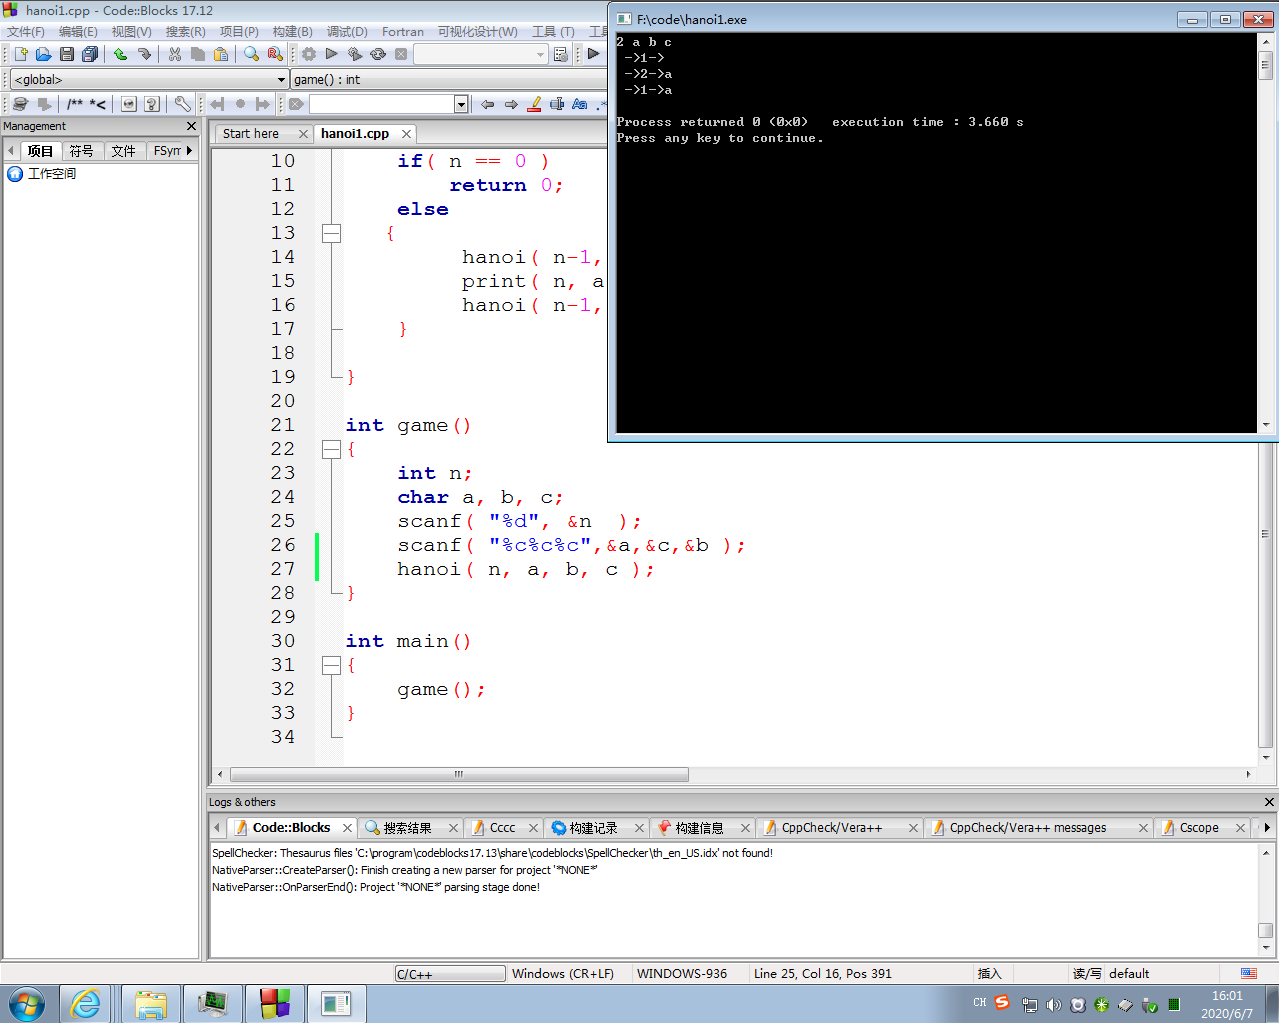 hanoi1.cpp - Code::Blocks 17.12
文件(F) 编辑(E) 视图(V) 搜索(R) 项目(P) 构建(B) 调试(D) Fortran 可视化设计(W) 工具 (T)
<global> game() : int
/** *<
Management
项目 符号 文件 FSym
工作空间
Start here hanoi1.cpp
10 if( n == 0 )
11 return 0;
12 else
13 {
14 hanoi( n-1,
15 print( n, a
16 hanoi( n-1,
17 }
18
19 }
20
21 int game()
22 {
23 int n;
24 char a, b, c;
25 scanf( "%d", &n );
26 scanf( "%c%c%c",&a,&c,&b );
27 hanoi( n, a, b, c );
28 }
29
30 int main()
31 {
32 game();
33 }
34
F:\code\hanoi1.exe
2 a b c
->1->
->2->a
->1->a
Process returned 0 (0x0) execution time : 3.660 s
Press any key to continue.
Logs & others
Code::Blocks 搜索结果 Cccc 构建记录 构建信息 CppCheck/Vera++ CppCheck/Vera++ messages Cscope
SpellChecker: Thesaurus files 'C:\program\codeblocks17.13\share\codeblocks\SpellChecker\th_en_US.idx' not found!
NativeParser::CreateParser(): Finish creating a new parser for project '*NONE*'
NativeParser::OnParserEnd(): Project '*NONE*' parsing stage done!
C/C++ Windows (CR+LF) WINDOWS-936 Line 25, Col 16, Pos 391 插入 读/写 default
CH 16:01
2020/6/7